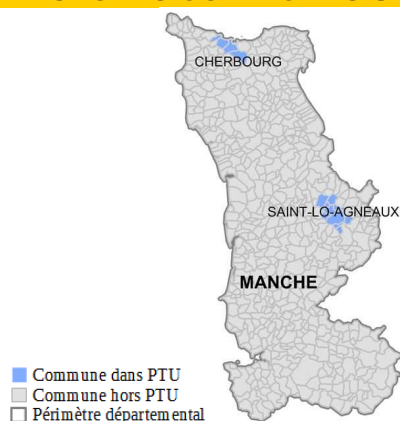 CHERBOURG
SAINT-LO-AGNEAUX
MANCHE
Commune dans PTU
Commune hors PTU
Périmètre départemental